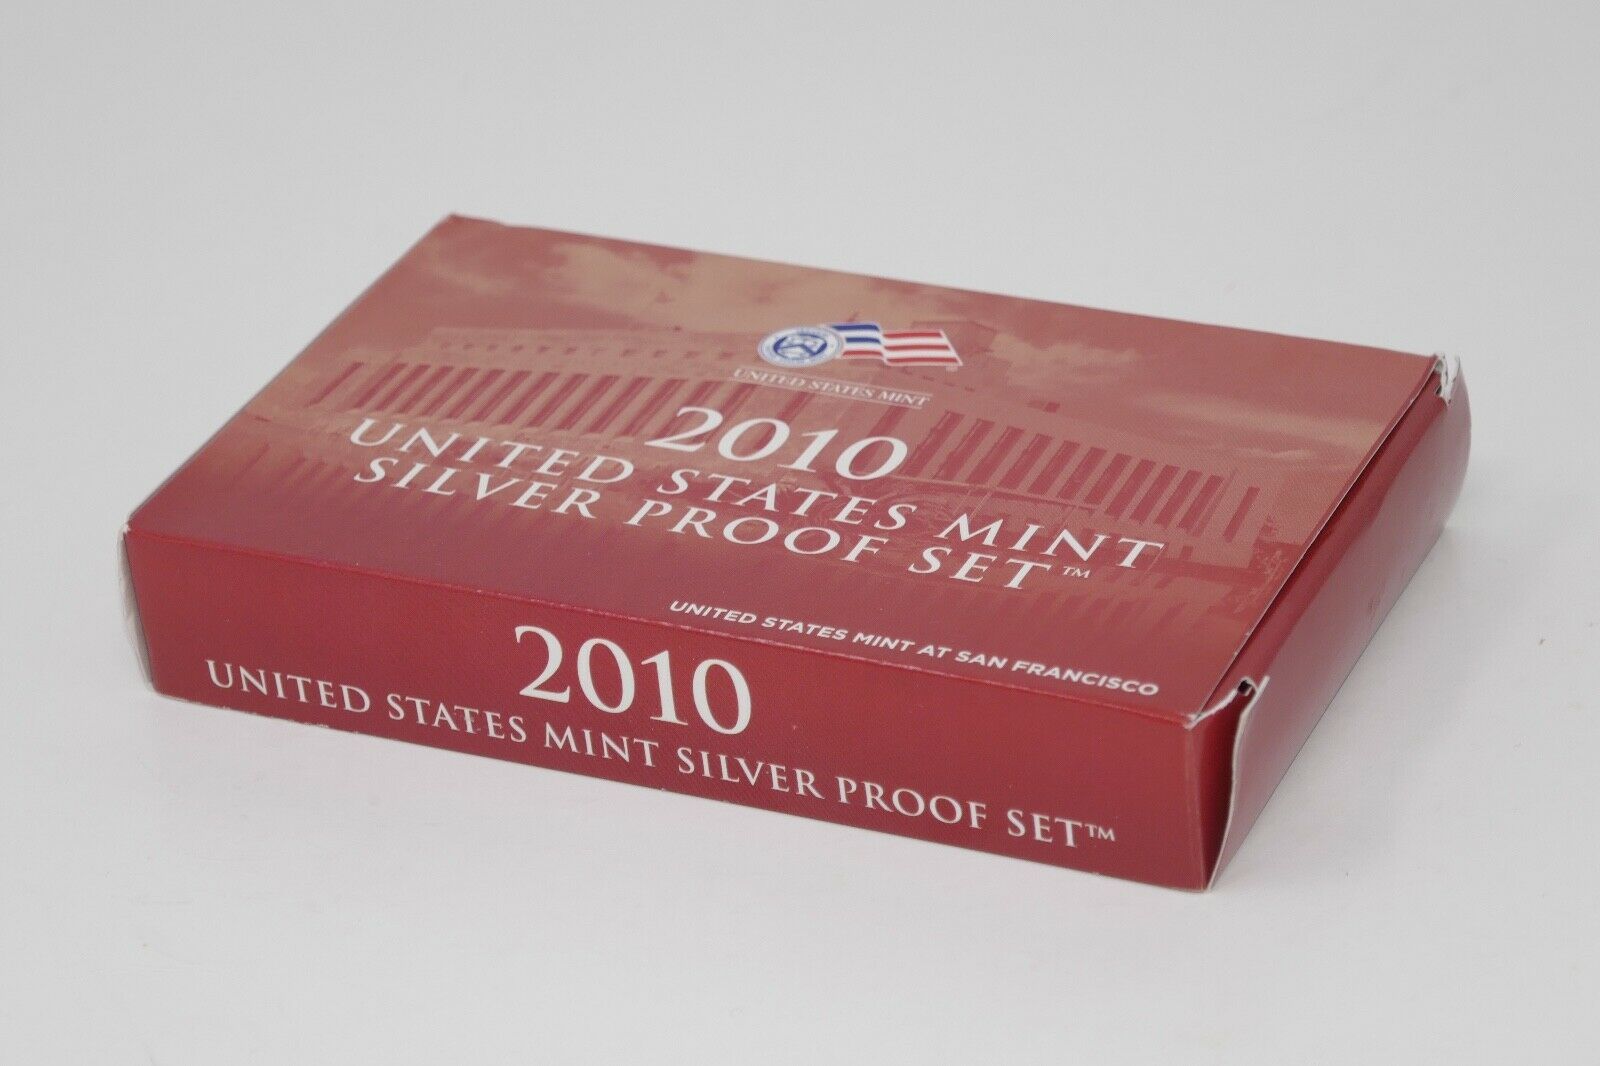 UNITED STATES MINT
2010
UNITED STATES MINT
SILVER PROOF SET™
UNITED STATES MINT AT SAN FRANCISCO
2010
UNITED STATES MINT SILVER PROOF SET™